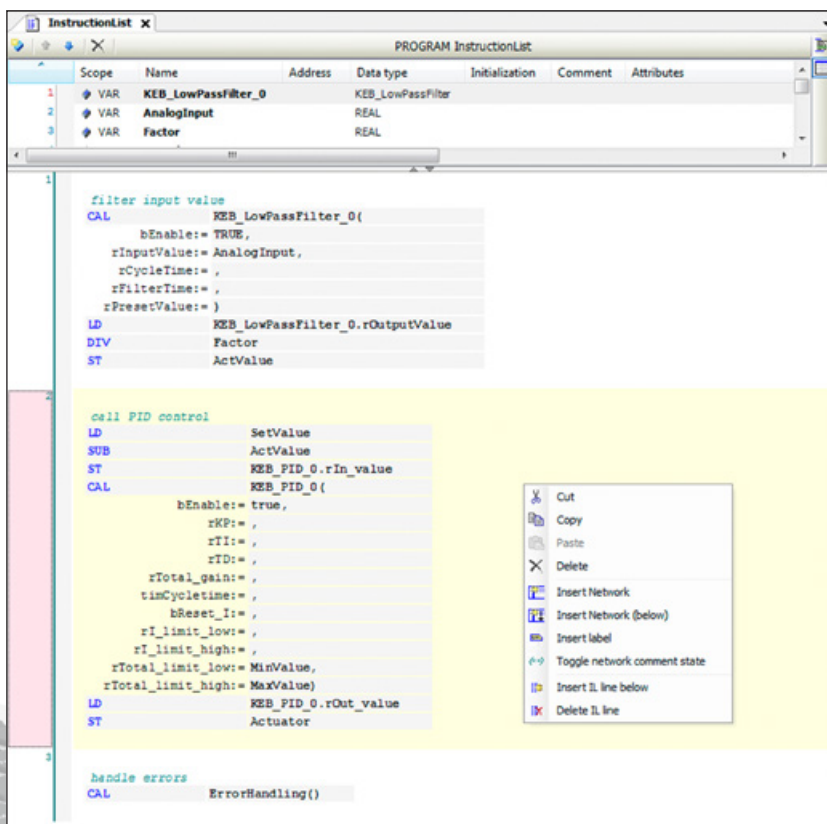 InstructionList
PROGRAM InstructionList
Scope Name Address Data type Initialization Comment Attributes
1 VAR KEB_LowPassFilter_0 KEB_LowPassFilter
2 VAR AnalogInput REAL
3 VAR Factor REAL
1
filter input value
CAL KEB_LowPassFilter_0(
bEnable:= TRUE,
rInputValue:= AnalogInput,
rCycleTime:= ,
rFilterTime:= ,
rPresetValue:= )
LD KEB_LowPassFilter_0.rOutputValue
DIV Factor
ST ActValue
2
call PID control
LD SetValue
SUB ActValue
ST KEB_PID_0.rIn_value
CAL KEB_PID_0(
bEnable:= true,
rKP:= ,
rTI:= ,
rTD:= ,
rTotal_gain:= ,
timCycletime:= ,
bReset_I:= ,
rI_limit_low:= ,
rI_limit_high:= ,
rTotal_limit_low:= MinValue,
rTotal_limit_high:= MaxValue)
LD KEB_PID_0.rOut_value
ST Actuator
Cut
Copy
Paste
Delete
Insert Network
Insert Network (below)
Insert label
Toggle network comment state
Insert IL line below
Delete IL line
3
handle errors
CAL ErrorHandling()